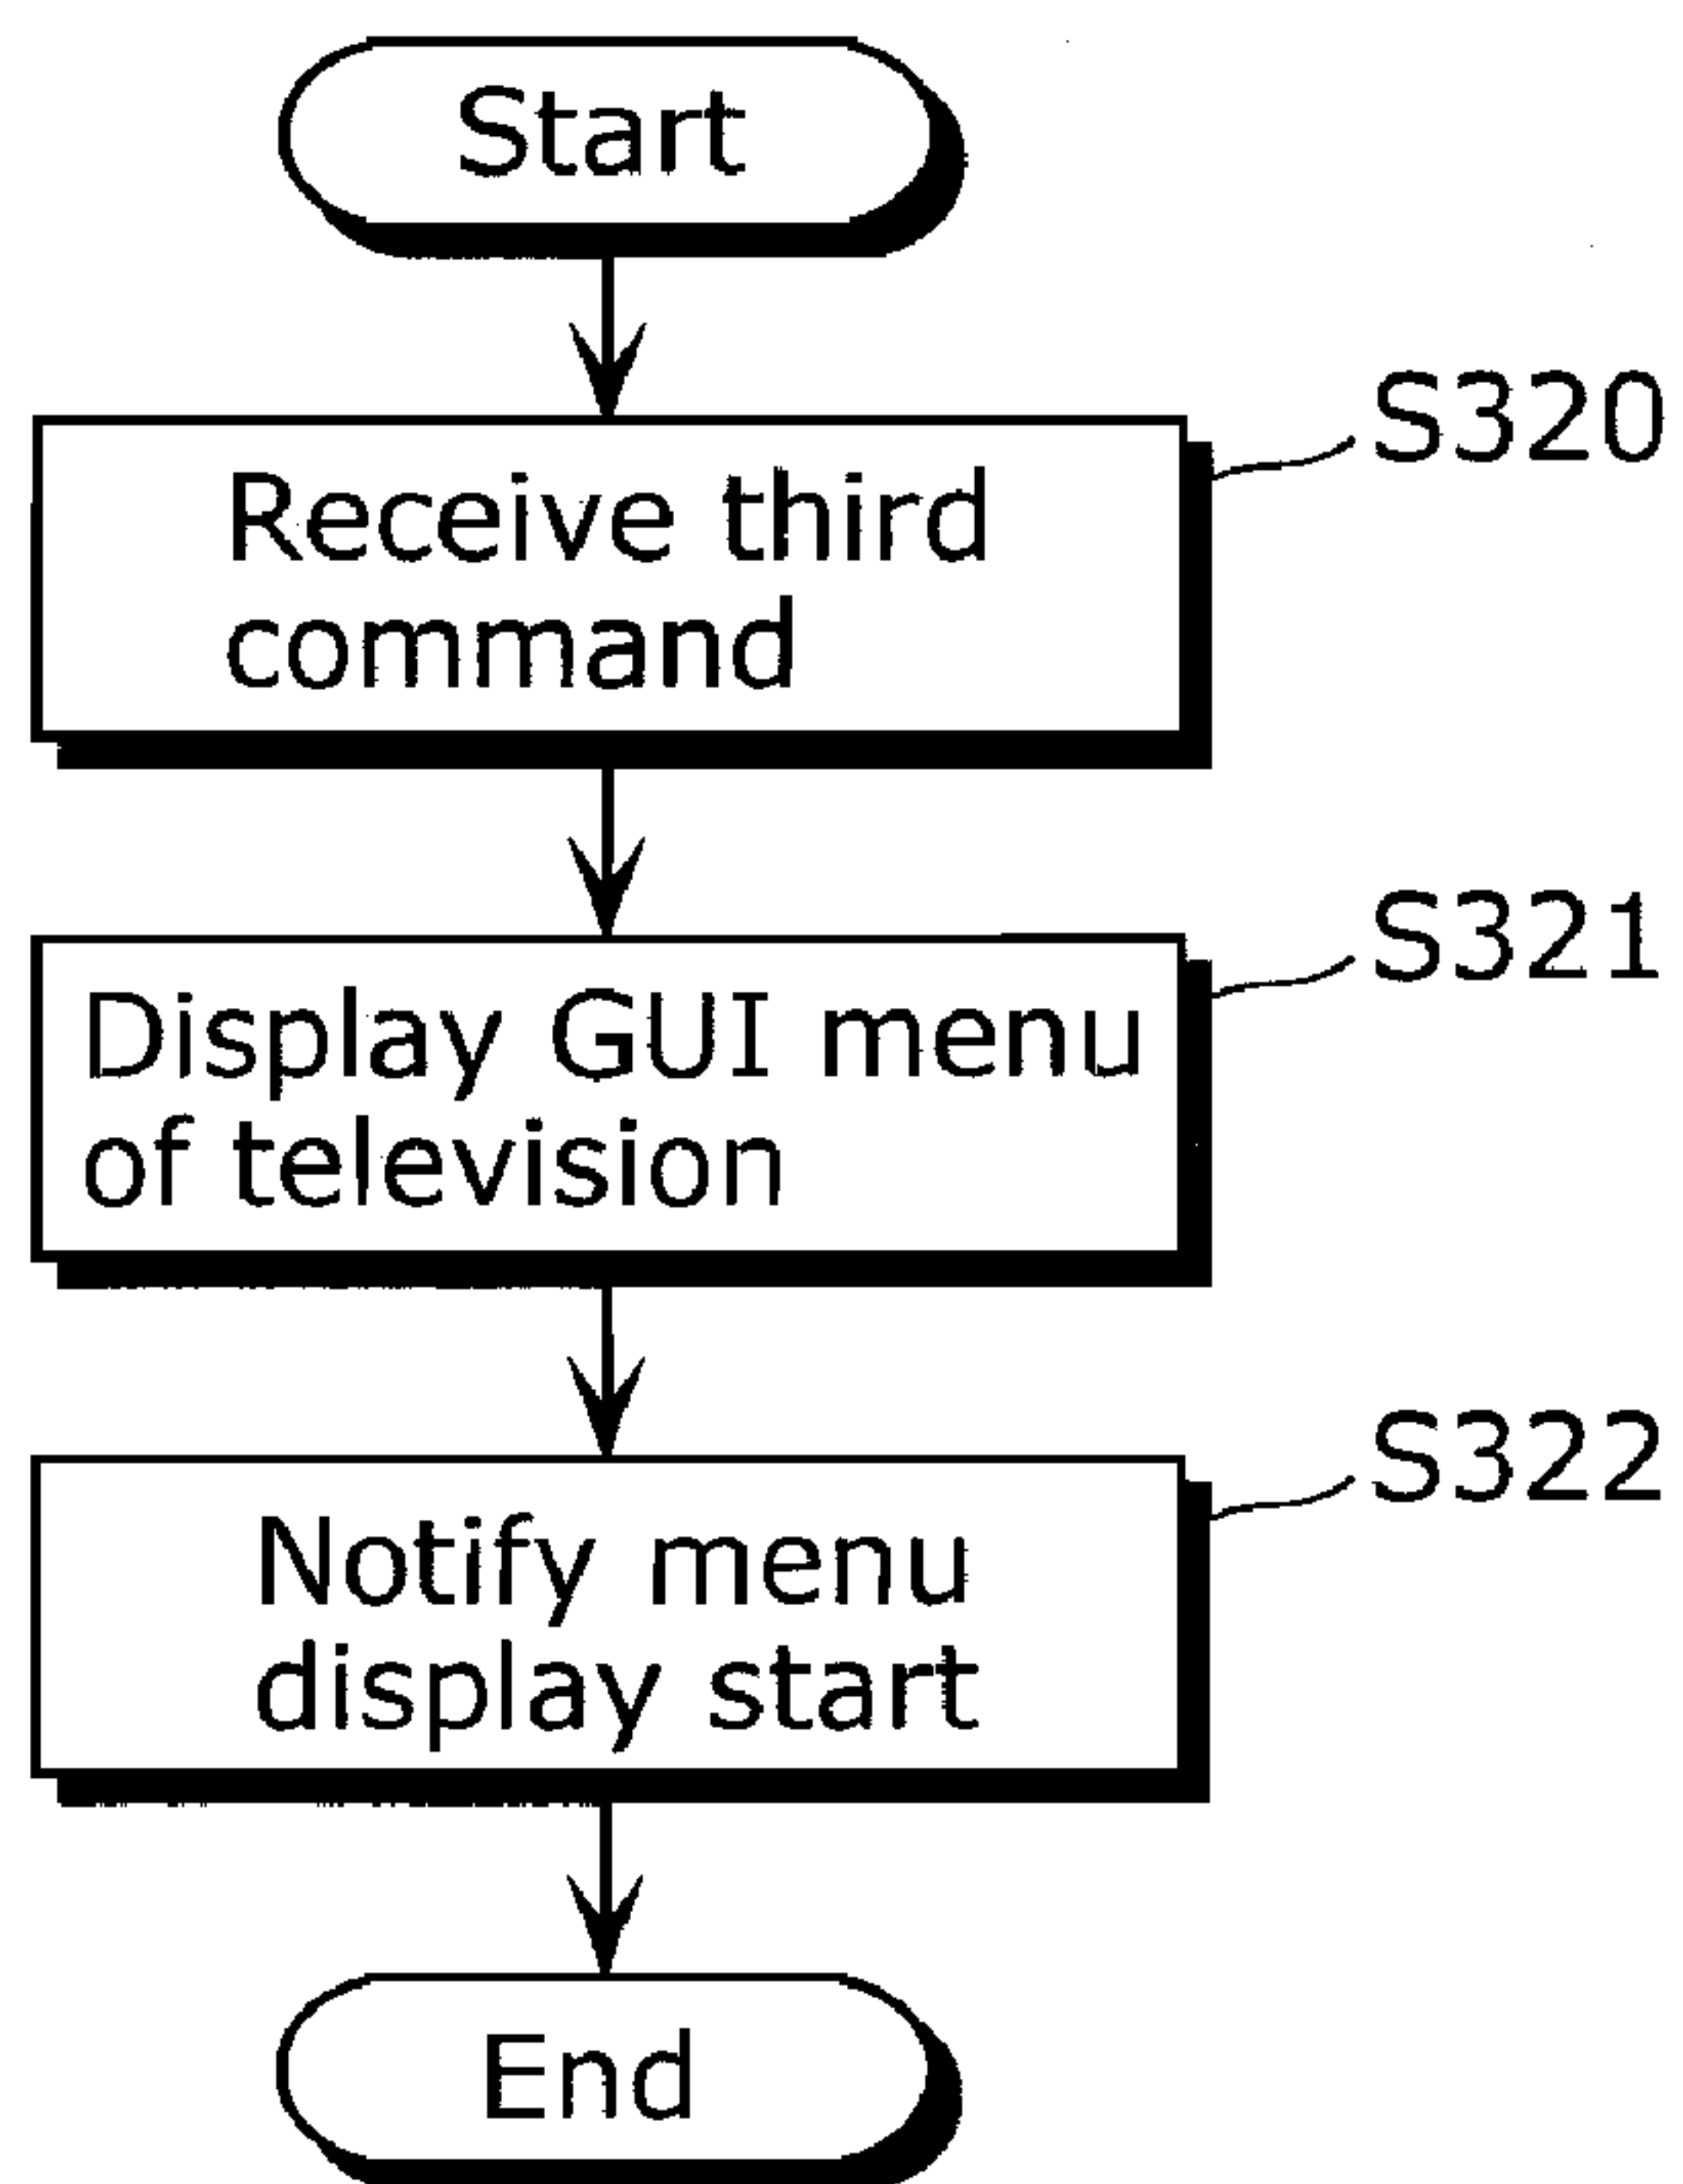 Start
S320
Receive third
command
S321
Display GUI menu
of television
S322
Notify menu
display start
End